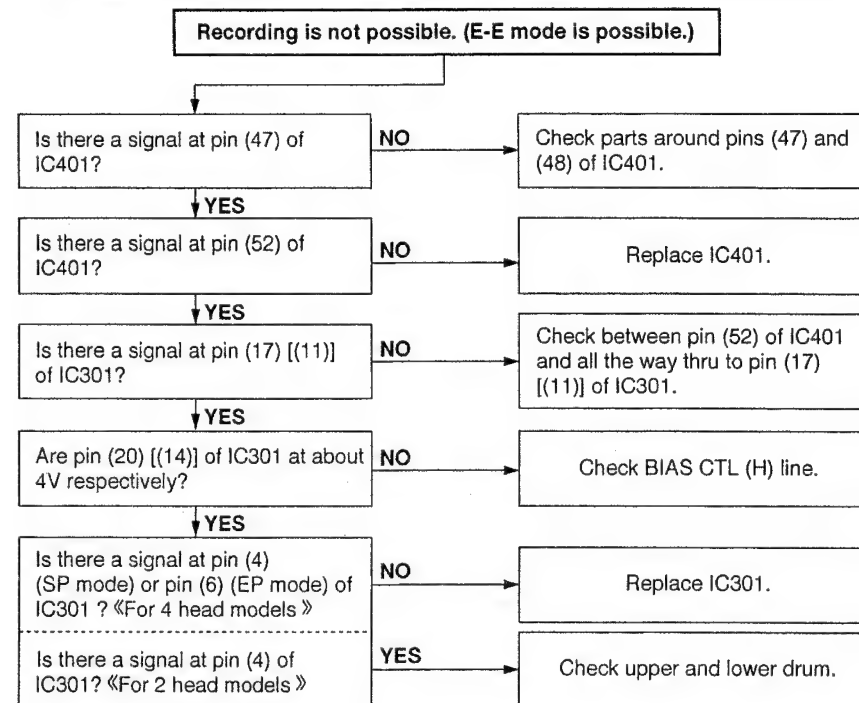 Recording is not possible. (E-E mode is possible.)
Is there a signal at pin (47) of
IC401?
NO
Check parts around pins (47) and
(48) of IC401.
YES
Is there a signal at pin (52) of
IC401?
NO
Replace IC401.
YES
Is there a signal at pin (17) [(11)]
of IC301?
NO
Check between pin (52) of IC401
and all the way thru to pin (17)
[(11)] of IC301.
YES
Are pin (20) [(14)] of IC301 at about
4V respectively?
NO
Check BIAS CTL (H) line.
YES
Is there a signal at pin (4)
(SP mode) or pin (6) (EP mode) of
IC301 ?《For 4 head models》
NO
Replace IC301.
Is there a signal at pin (4) of
IC301?《For 2 head models》
YES
Check upper and lower drum.